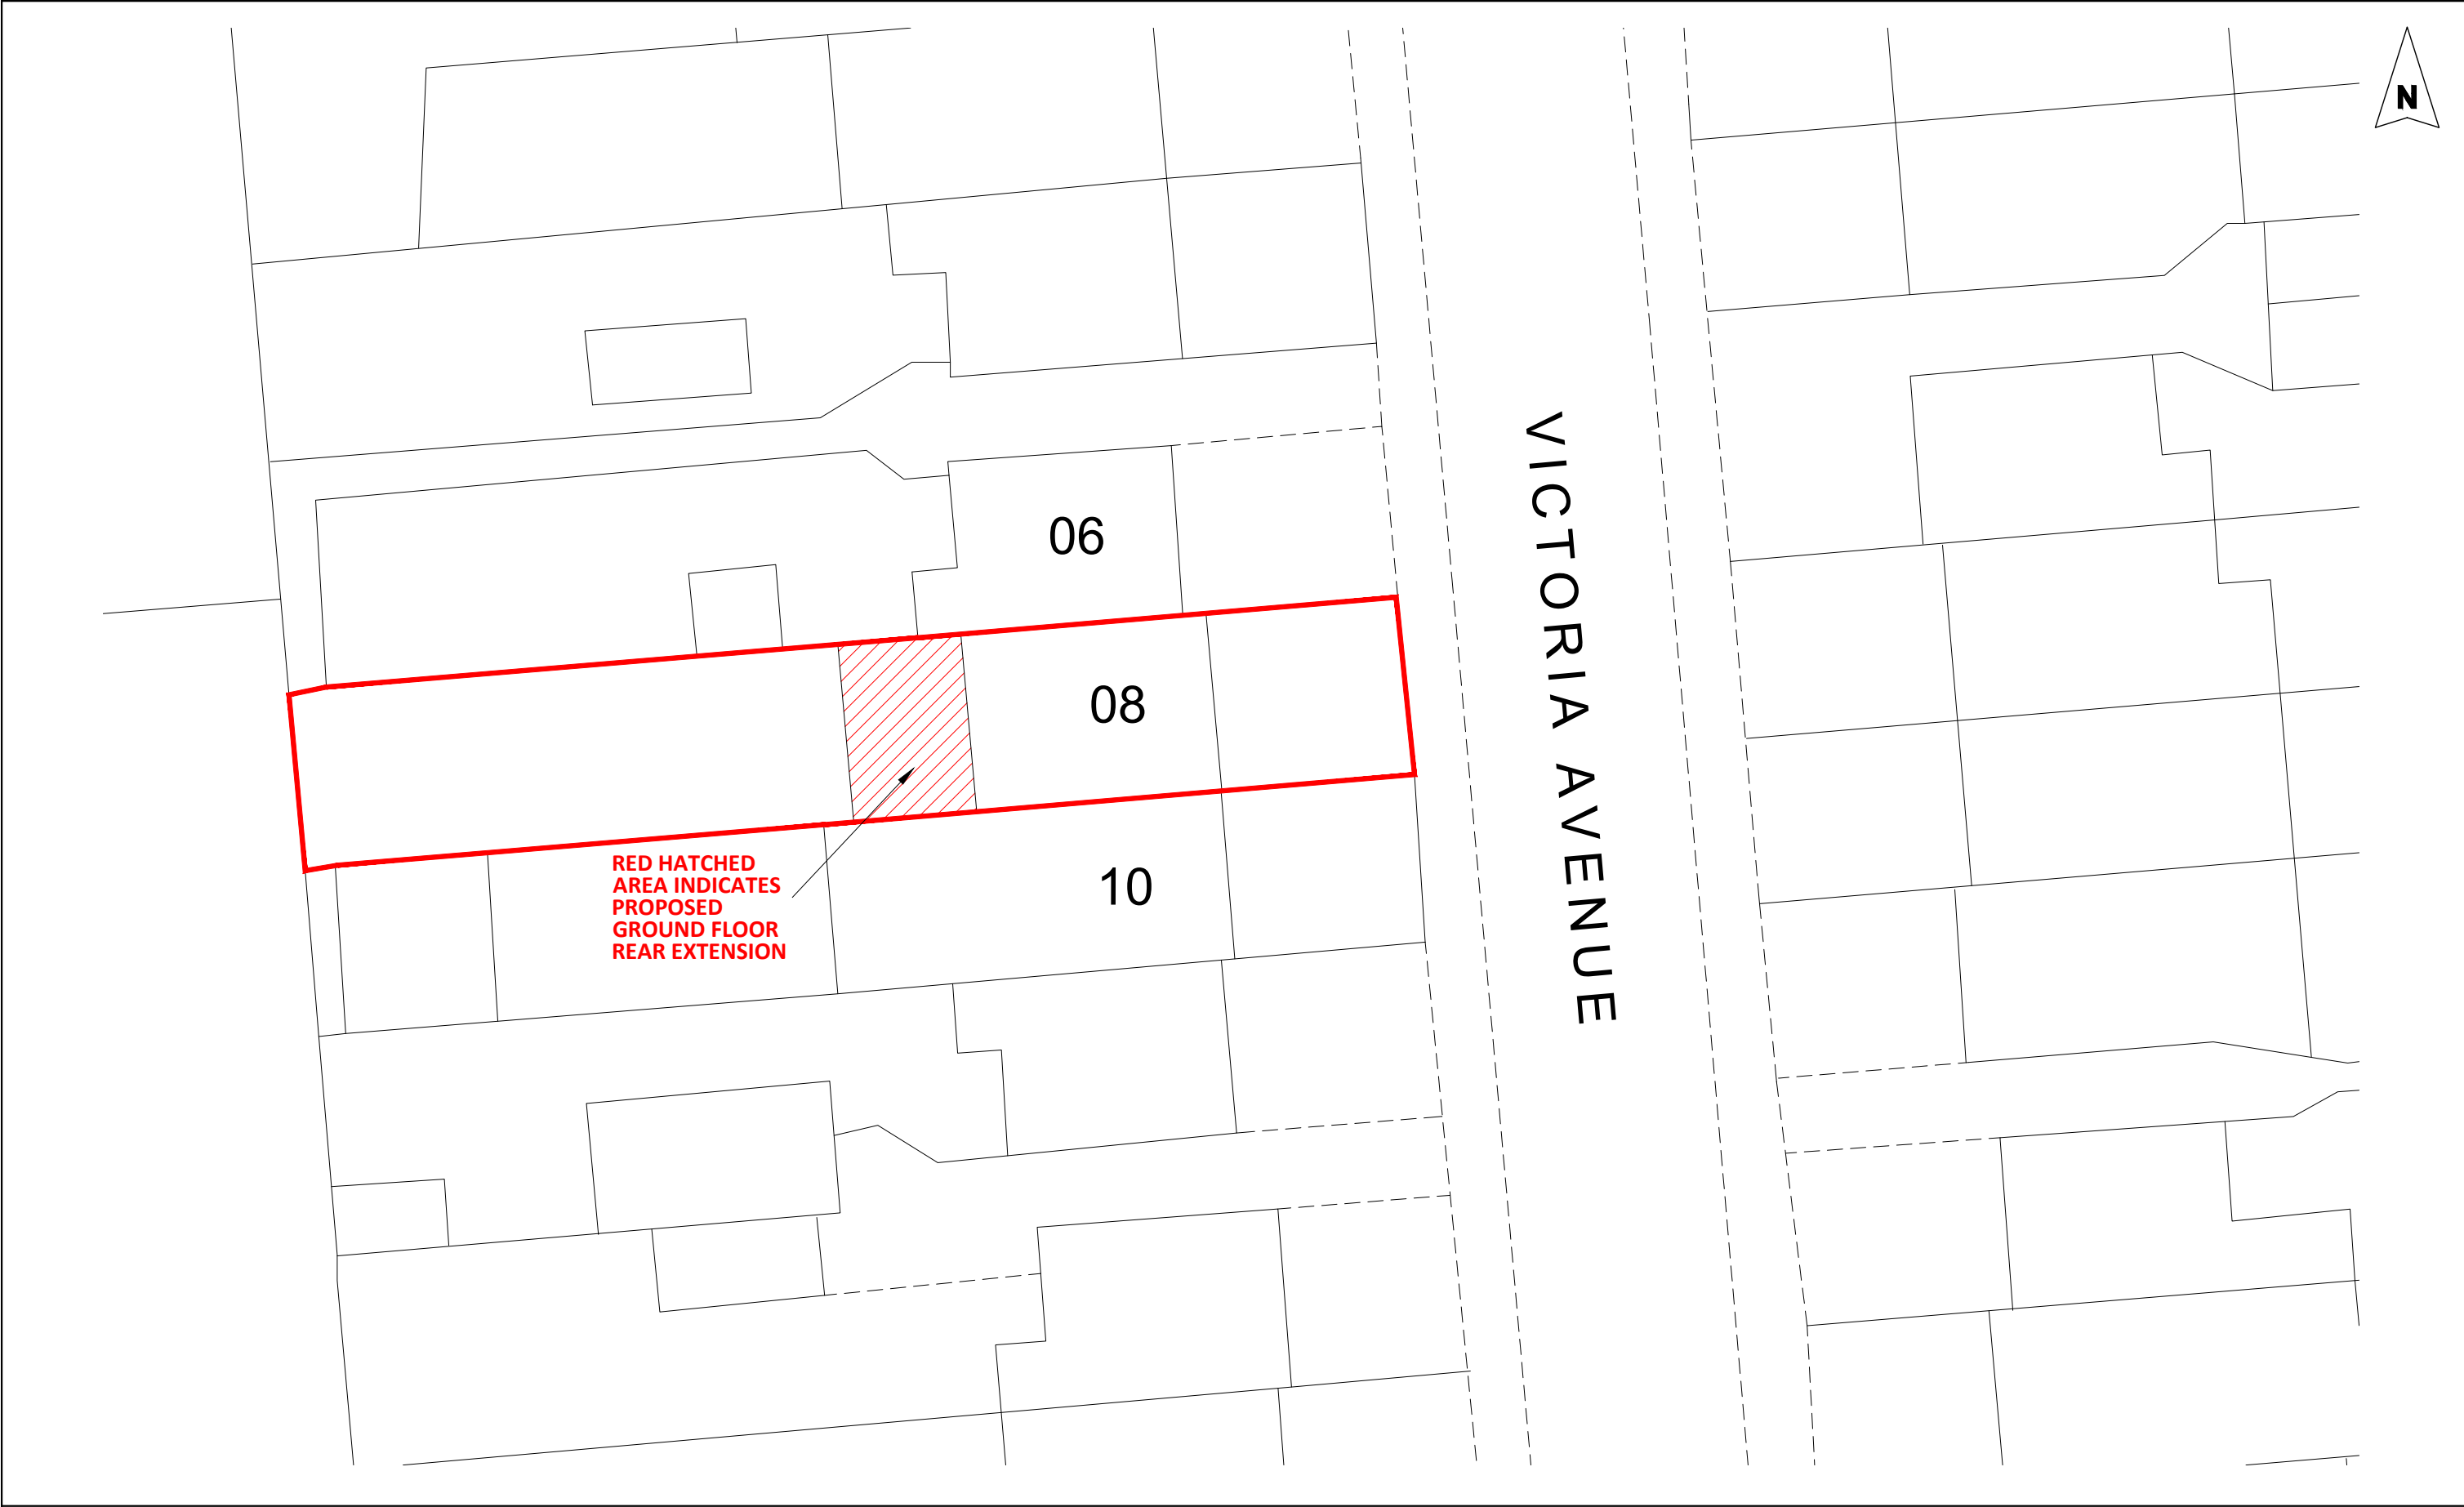 N
06
08
10
VICTORIA AVENUE
RED HATCHED
AREA INDICATES
PROPOSED
GROUND FLOOR
REAR EXTENSION